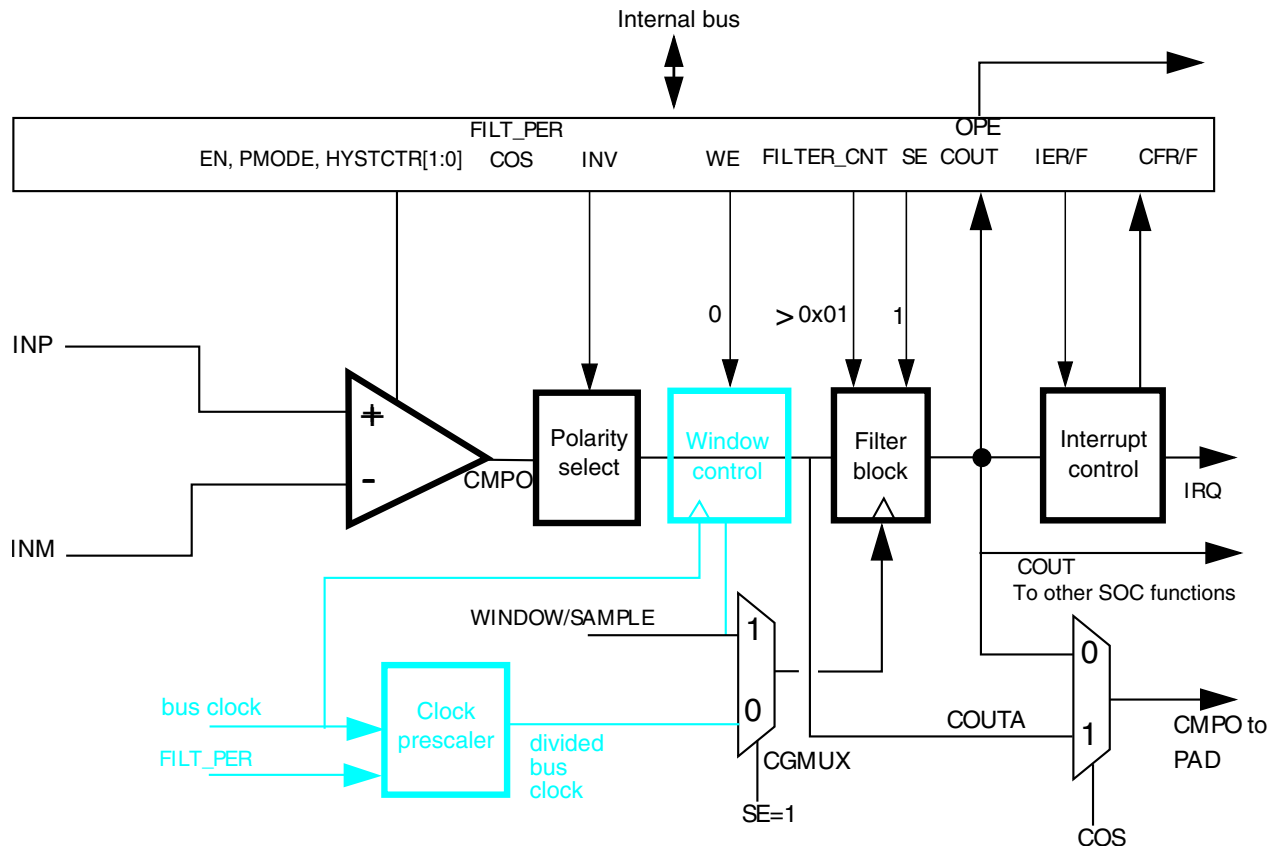 Internal bus
FILT_PER
OPE
EN, PMODE, HYSTCTR[1:0]
COS
INV
WE
FILTER_CNT
SE
COUT
IER/F
CFR/F
0
> 0x01
1
INP
INM
+
-
CMPO
Polarity
select
Window
control
Filter
block
Interrupt
control
IRQ
COUT
To other SOC functions
WINDOW/SAMPLE
1
0
CGMUX
SE=1
bus clock
FILT_PER
Clock
prescaler
divided
bus
clock
COUTA
0
1
CMPO to
PAD
COS